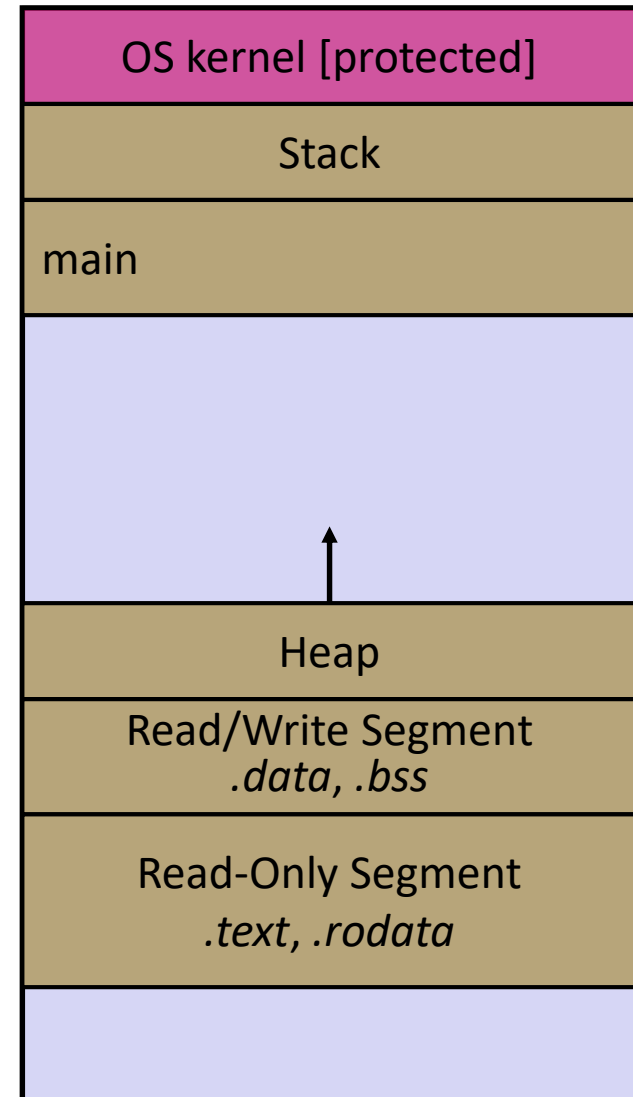 OS kernel [protected]
Stack
main
Heap
Read/Write Segment
.data, .bss
Read-Only Segment
.text, .rodata